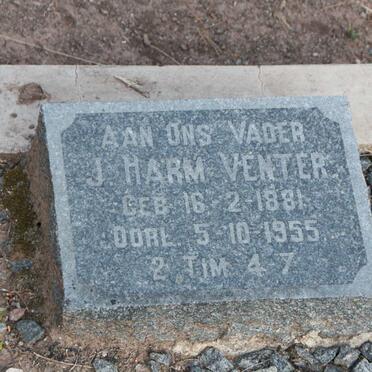 AAN ONS VADER
J. HARM VENTER
GEB. 16-2-1881
OORL. 5-10-1955
2 TIM 4-7